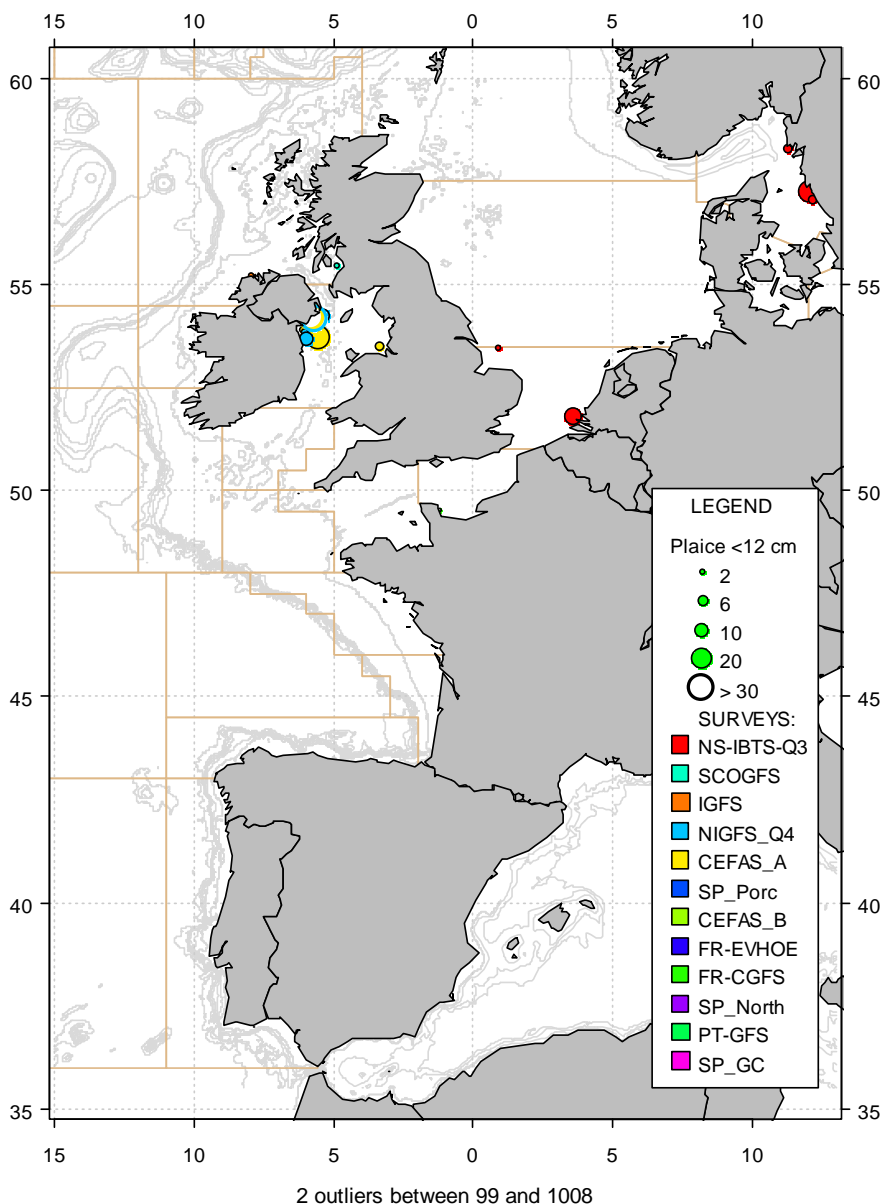 15 10 5 0 5 10
60 60
55 55
50 50
LEGEND
Plaice <12 cm
2
6
10
20
> 30
45 45
SURVEYS:
NS-IBTS-Q3
SCOGFS
IGFS
NIGFS_Q4
CEFAS_A
40 40
SP_Porc
CEFAS_B
FR-EVHOE
FR-CGFS
SP_North
PT-GFS
SP_GC
35 35
15 10 5 0 5 10
2 outliers between 99 and 1008